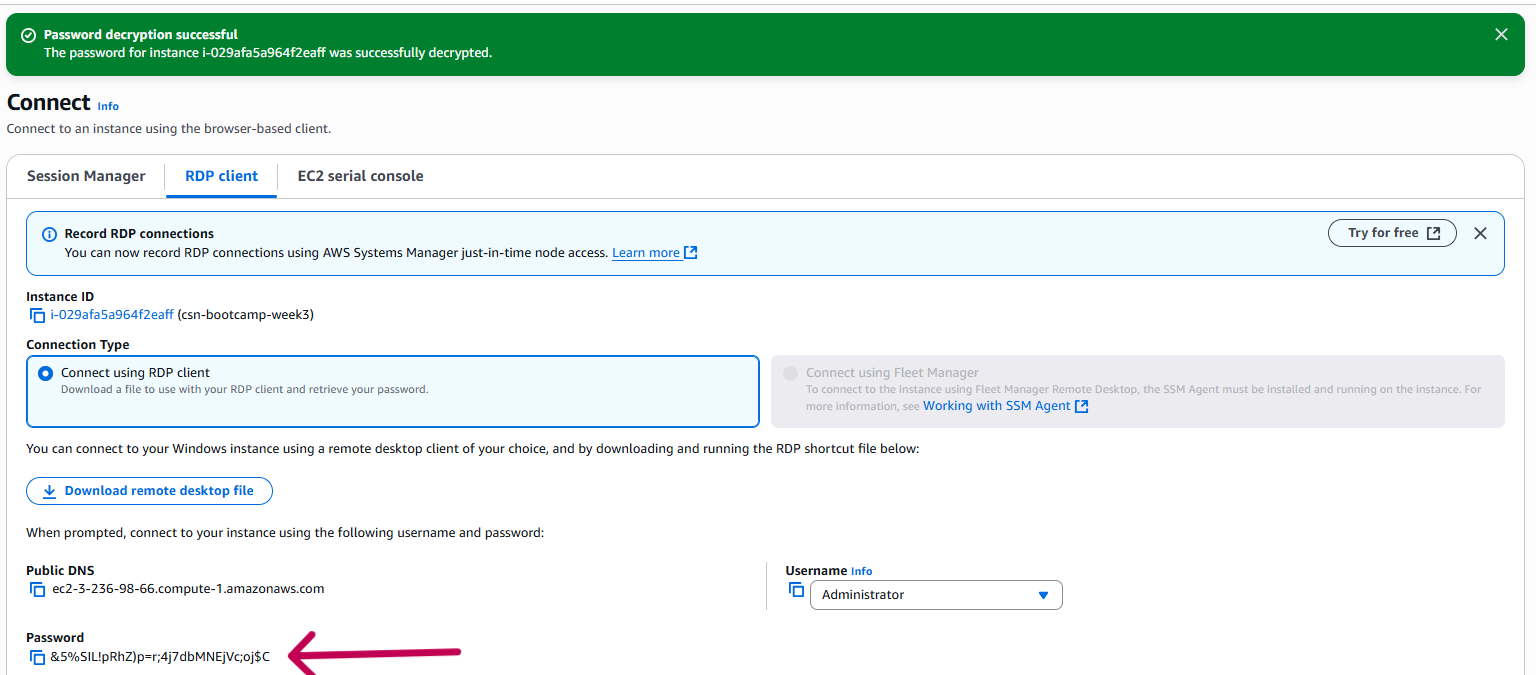 Password decryption successful
The password for instance i-029afa5a964f2eaff was successfully decrypted.
Connect Info
Connect to an instance using the browser-based client.
Session Manager RDP client EC2 serial console
Record RDP connections
You can now record RDP connections using AWS Systems Manager just-in-time node access. Learn more
Try for free
Instance ID
i-029afa5a964f2eaff (csn-bootcamp-week3)
Connection Type
Connect using RDP client
Download a file to use with your RDP client and retrieve your password.
Connect using Fleet Manager
To connect to the instance using Fleet Manager Remote Desktop, the SSM Agent must be installed and running on the instance. For
more information, see Working with SSM Agent
You can connect to your Windows instance using a remote desktop client of your choice, and by downloading and running the RDP shortcut file below:
Download remote desktop file
When prompted, connect to your instance using the following username and password:
Public DNS
ec2-3-236-98-66.compute-1.amazonaws.com
Username Info
Administrator
Password
&5%SIL!pRhZ)p=r;4j7dbMNEjVc;oj$C